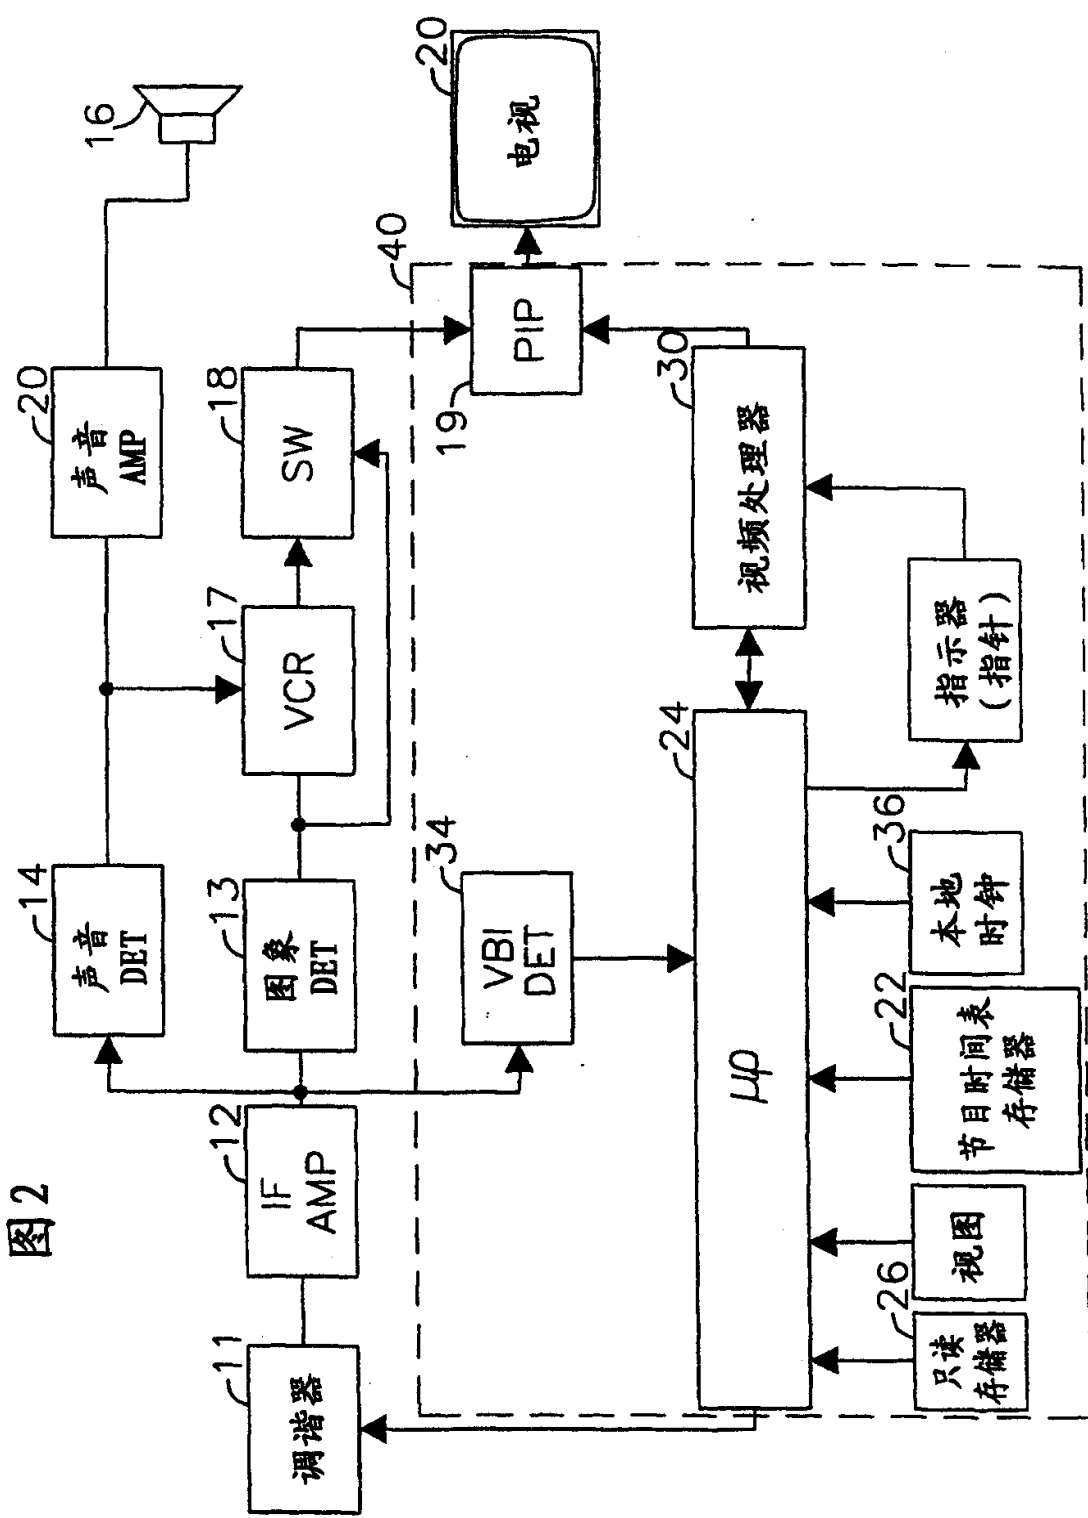 图2
11
调谐器
12
IF
AMP
14
声音
DET
13
图象
DET
34
VBI
DET
17
VCR
20
声音
AMP
18
SW
16
40
19
PIP
20
电视
30
视频处理器
24
μp
指示器
(指针)
36
本地
时钟
22
节目时间表
存储器
视图
26
只读
存储器